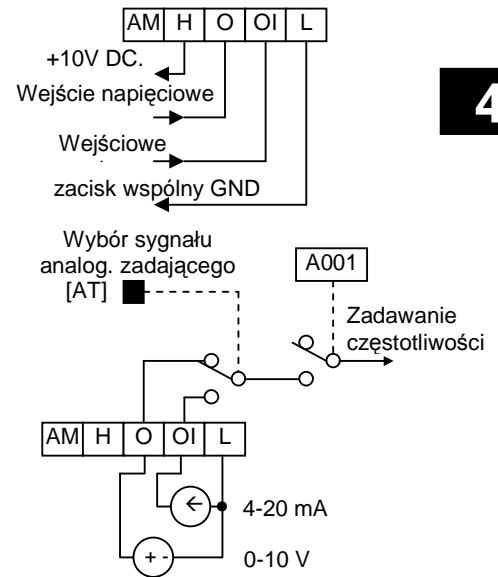 AM H O OI L
+10V DC.
Wejście napięciowe
Wejściowe
zacisk wspólny GND
4
Wybór sygnału
analog. zadającego
[AT]
A001
Zadawanie
częstotliwości
AM H O OI L
4-20 mA
+ -
0-10 V